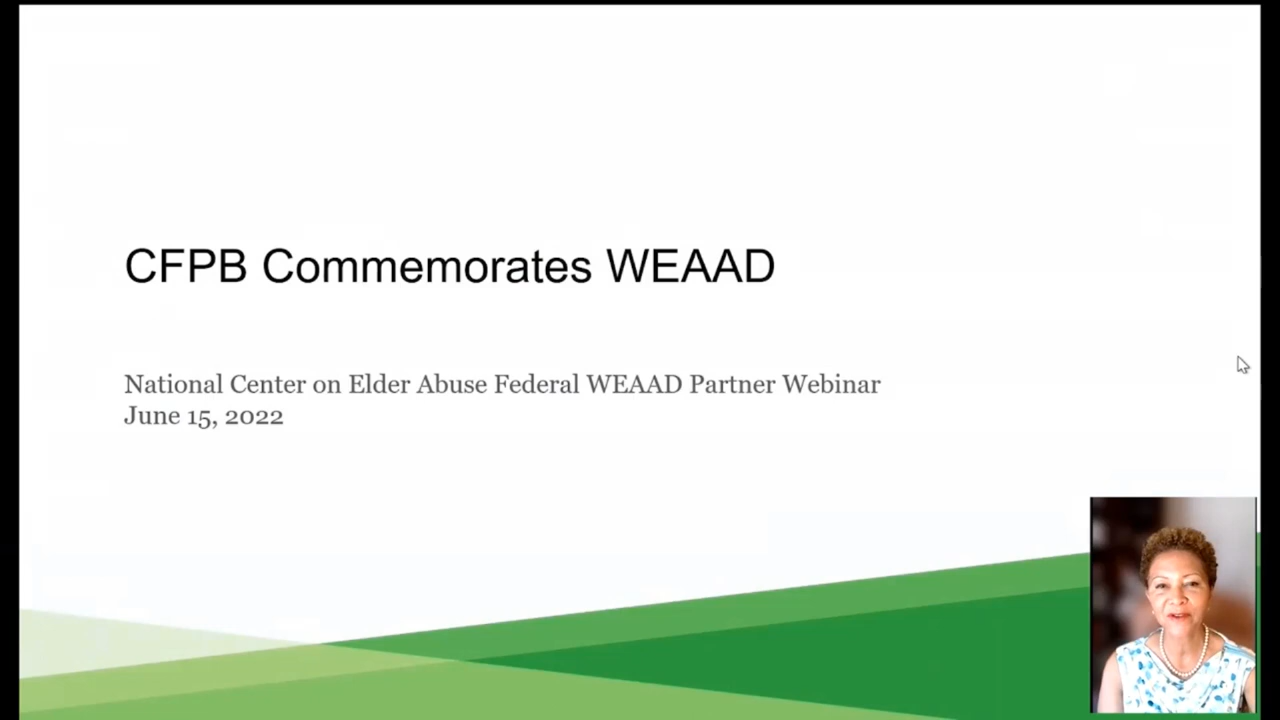 CFPB Commemorates WEAAD
National Center on Elder Abuse Federal WEAAD Partner Webinar
June 15, 2022